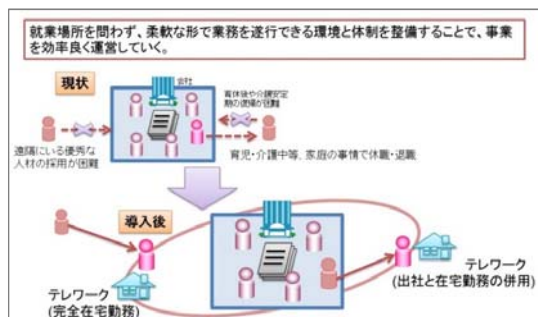 就業場所を問わず、柔軟な形で業務を遂行できる環境と体制を整備することで、事業
を効率良く運営していく。
現状
会社
育休後や介護安定
期の復帰が困難
遠隔にいる優秀な
人材の採用が困難
育児・介護中等、家庭の事情で休職・退職
導入後
テレワーク
(完全在宅勤務)
テレワーク
(出社と在宅勤務の併用)